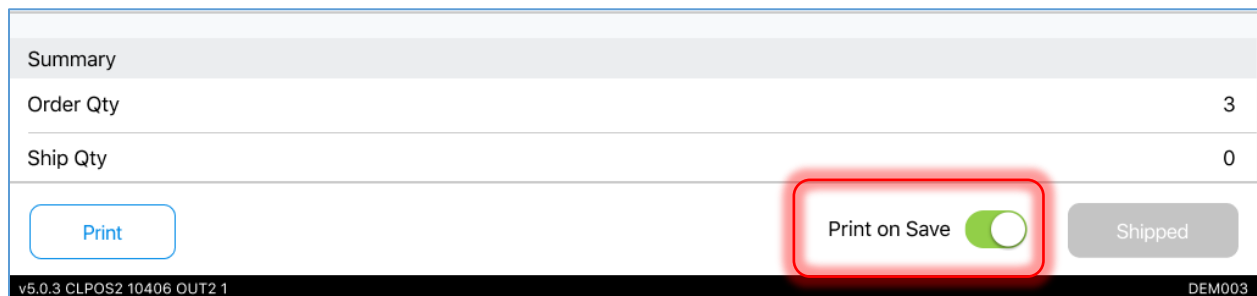 Summary
Order Qty 3
Ship Qty 0
Print Print on Save Shipped
v5.0.3 CLPOS2 10406 OUT2 1 DEM003